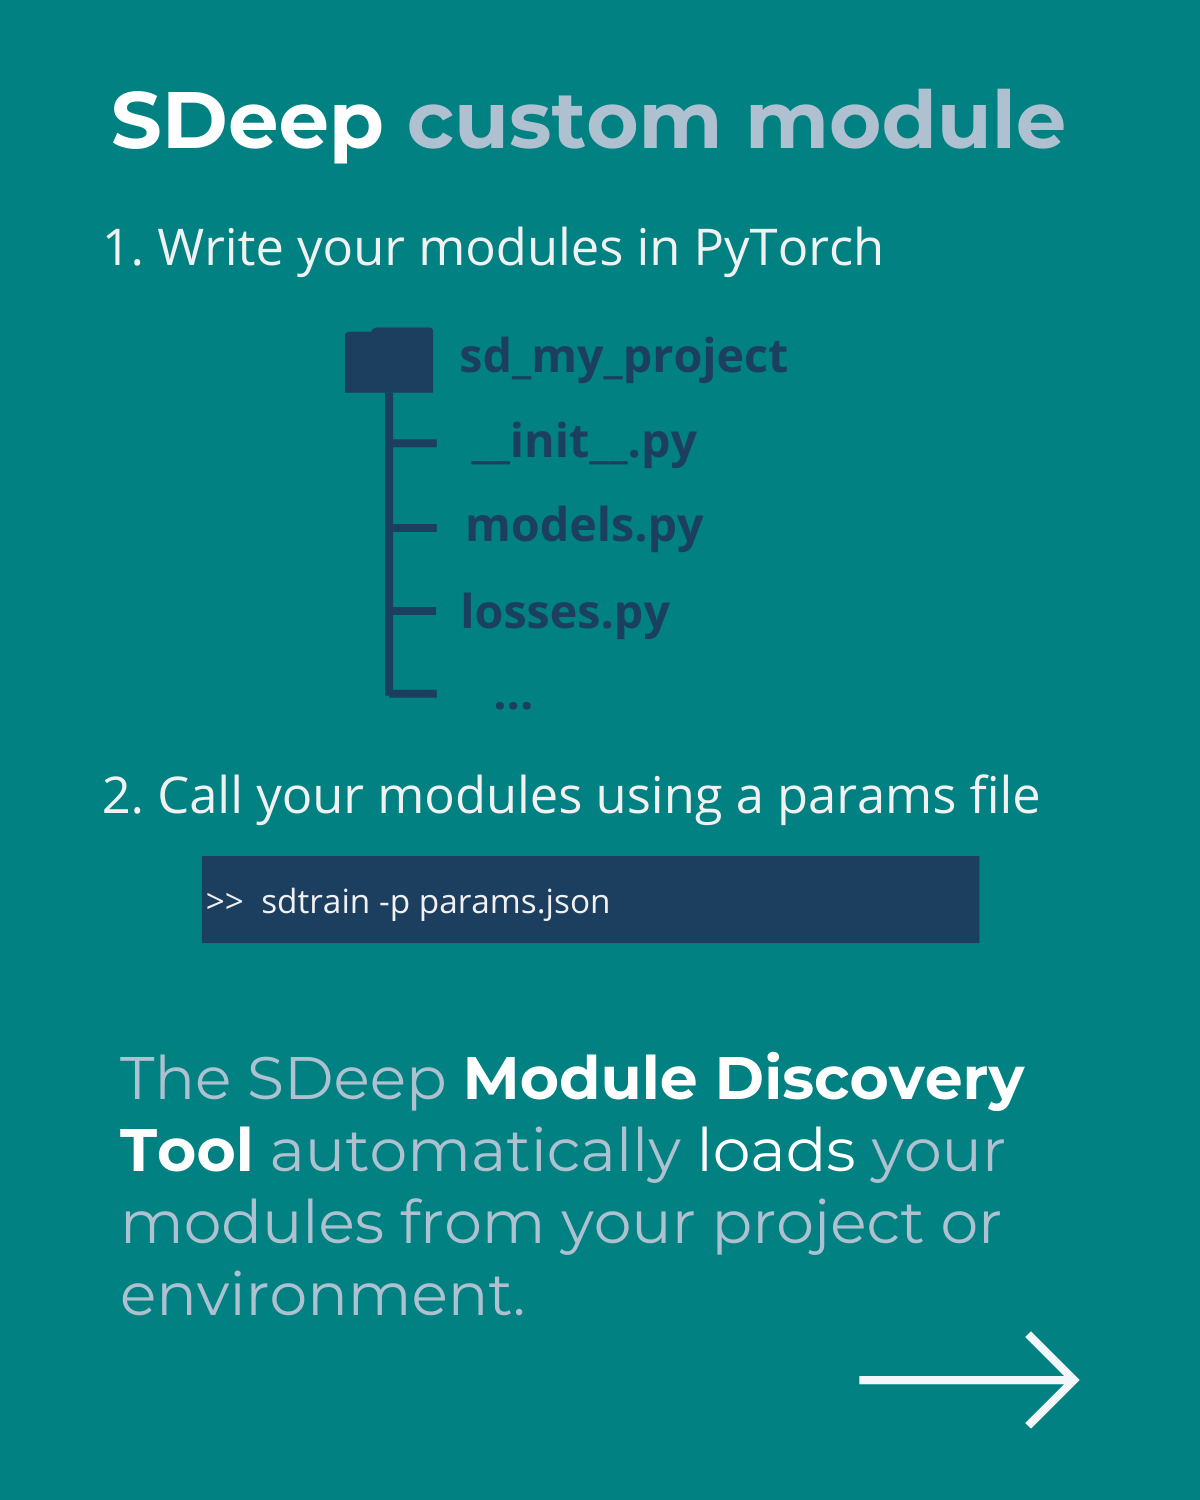 SDeep custom module
1. Write your modules in PyTorch
sd_my_project
__init__.py
models.py
losses.py
...
2. Call your modules using a params file
>> sdtrain -p params.json
The SDeep Module Discovery
Tool automatically loads your
modules from your project or
environment.